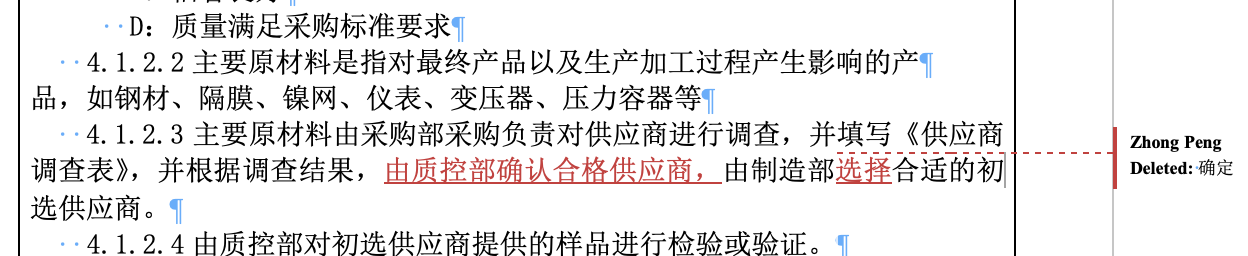 D：质量满足采购标准要求
4.1.2.2 主要原材料是指对最终产品以及生产加工过程产生影响的产
品，如钢材、隔膜、镍网、仪表、变压器、压力容器等
4.1.2.3 主要原材料由采购部采购负责对供应商进行调查，并填写《供应商
调查表》，并根据调查结果，由质控部确认合格供应商，由制造部选择合适的初
选供应商。
4.1.2.4 由质控部对初选供应商提供的样品进行检验或验证。
Zhong Peng
Deleted: 确定